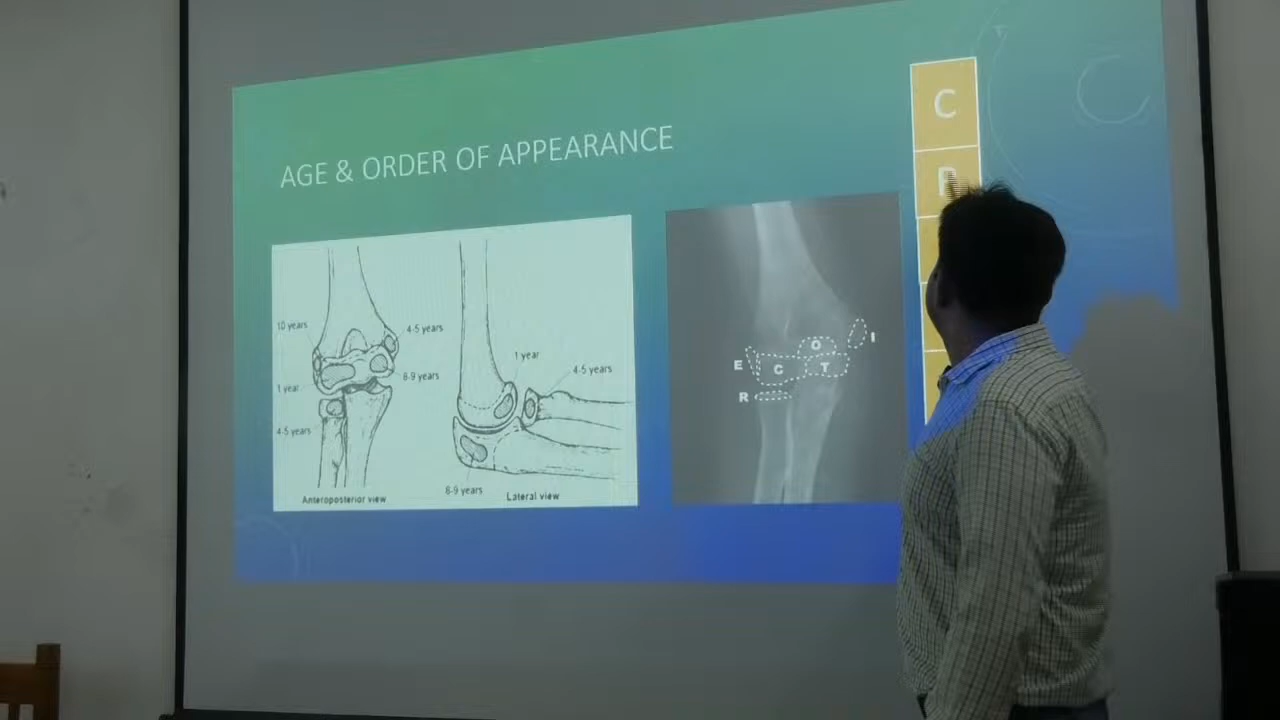 AGE & ORDER OF APPEARANCE
C
R
10 years
4-5 years
1 year
8-9 years
4-5 years
Anteroposterior view
1 year
4-5 years
8-9 years
Lateral view
O
I
E
C
T
R